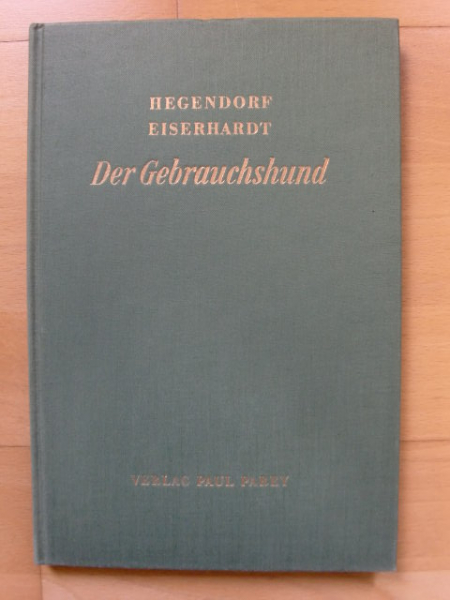 HEGENDORF
EISERHARDT
Der Gebrauchshund
VERLAG PAUL PAREY